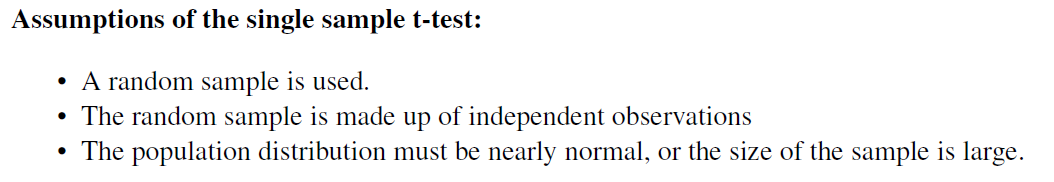 Assumptions of the single sample t-test:
• A random sample is used.
• The random sample is made up of independent observations
• The population distribution must be nearly normal, or the size of the sample is large.